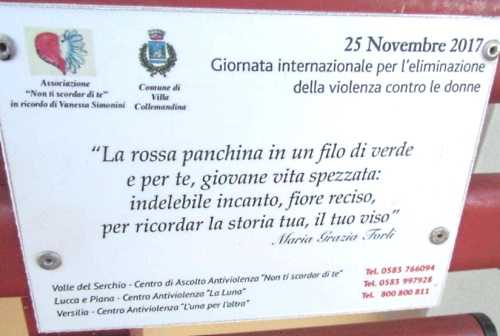 25 Novembre 2017
Giornata internazionale per l'eliminazione
della violenza contro le donne
Associazione
"Non ti scordar di te"
in ricordo di Vanessa Simonini
Comune di
Villa
Collemandina
"La rossa panchina in un filo di verde
e per te, giovane vita spezzata:
indelebile incanto, fiore reciso,
per ricordar la storia tua, il tuo viso"
Maria Grazia Forli
Valle del Serchio - Centro di Ascolto Antiviolenza "Non ti scordar di te"
Lucca e Piana - Centro Antiviolenza "La Luna"
Versilia - Centro Antiviolenza "L'una per l'altra"
Tel. 0583 766094
Tel. 0583 997928
Tel. 800 800 811